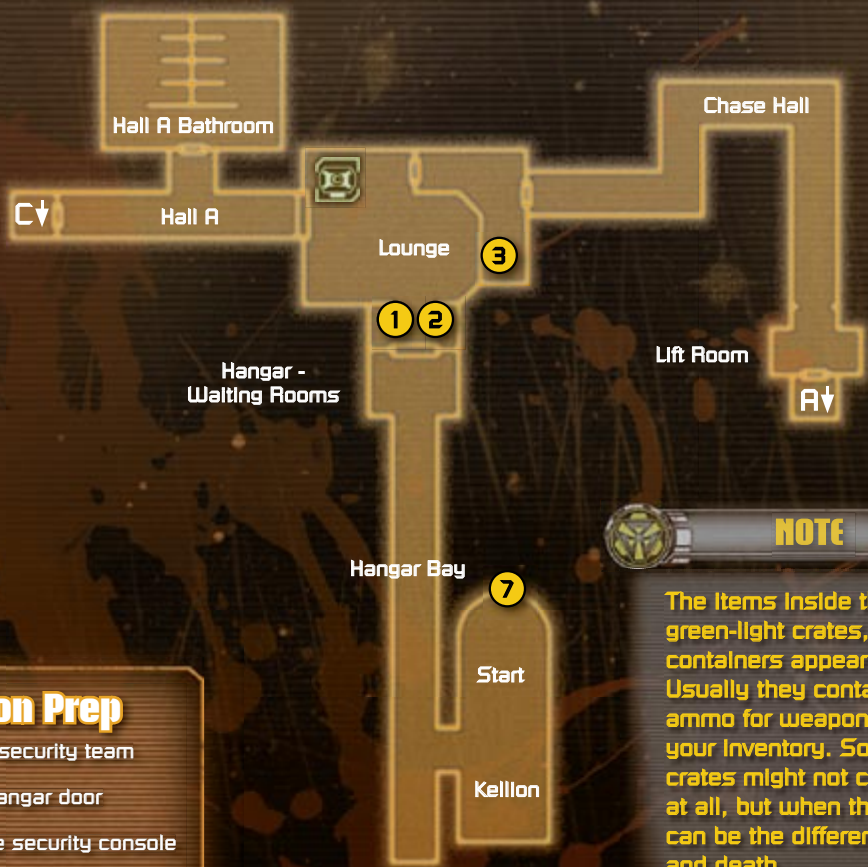 Hall A Bathroom
Chase Hall
C
Hall A
Lounge
3
1
2
Hangar -
Waiting Rooms
Lift Room
A
NOTE
Hangar Bay
7
The items inside t
green-light crates,
containers appear
Usually they conta
ammo for weapon
your inventory. So
crates might not c
at all, but when th
can be the differen
and death.
Start
Kellion
on Prep
security team
angar door
e security console